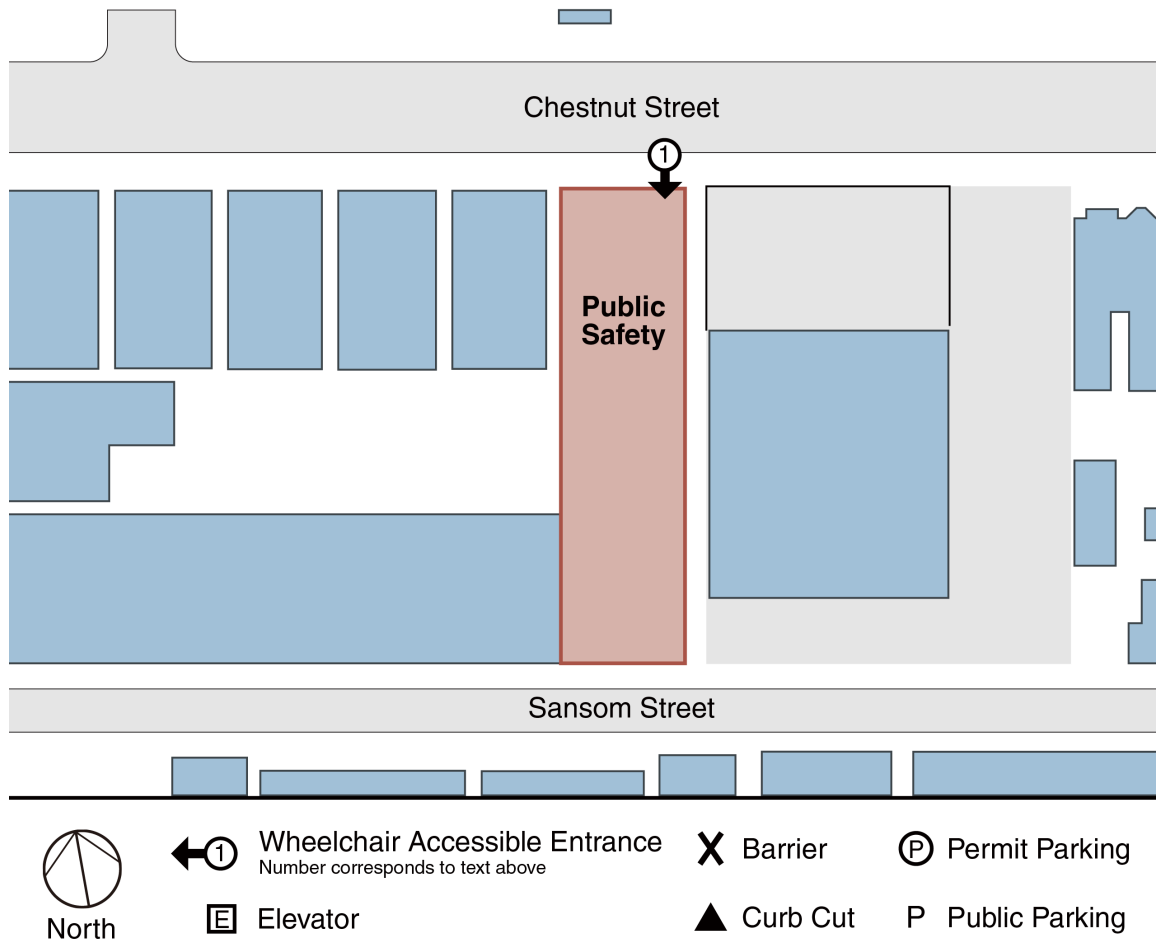 Chestnut Street
1
Public
Safety
Sansom Street
North
1 Wheelchair Accessible Entrance
Number corresponds to text above
E Elevator
Barrier
Curb Cut
P Permit Parking
P Public Parking